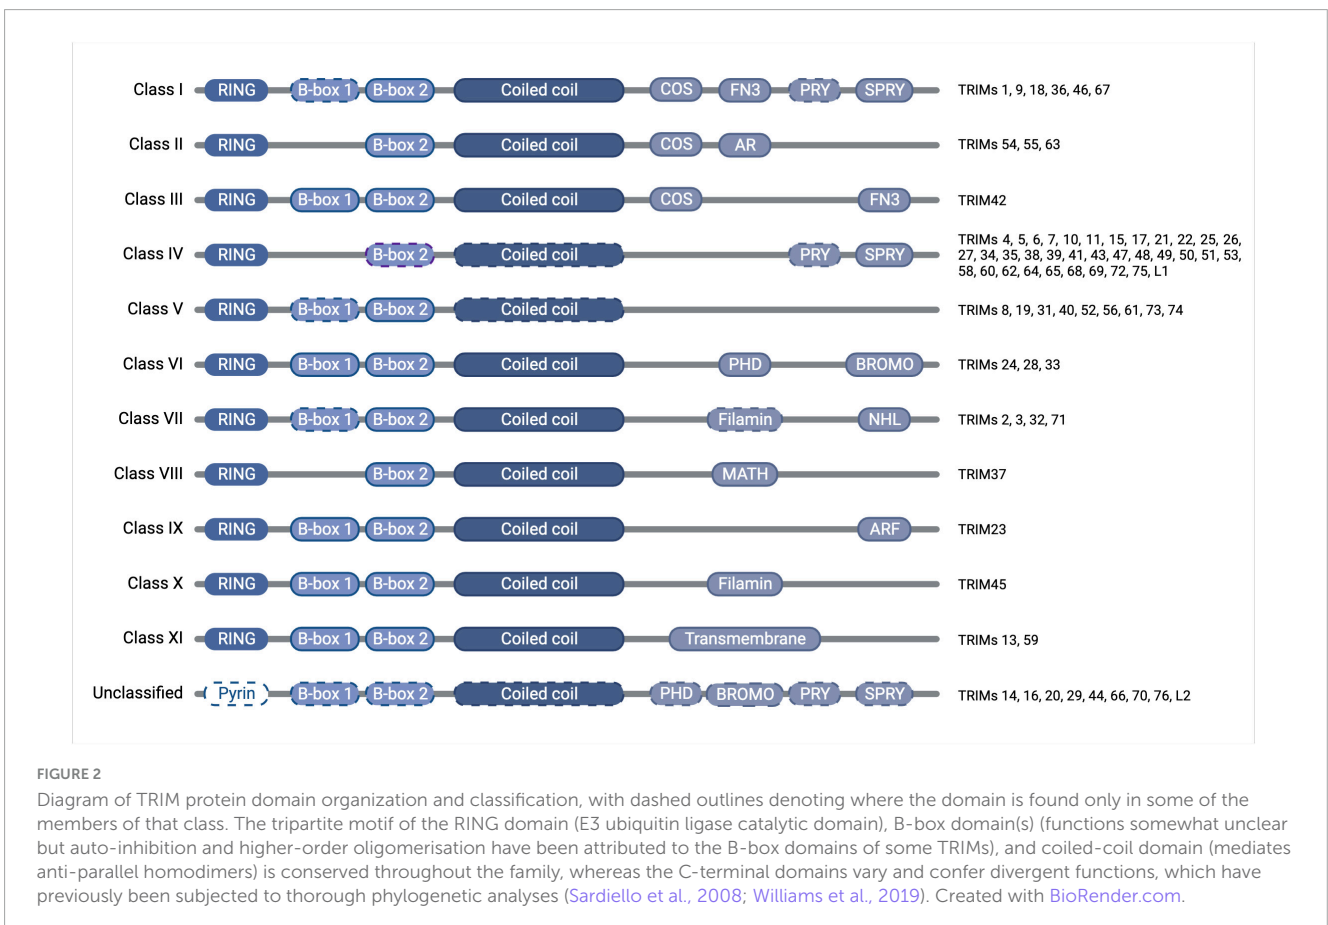 Class I RING B-box 1 B-box 2 Coiled coil COS FN3 PRY SPRY TRIMs 1, 9, 18, 36, 46, 67
Class II RING B-box 2 Coiled coil COS AR TRIMs 54, 55, 63
Class III RING B-box 1 B-box 2 Coiled coil COS FN3 TRIM42
Class IV RING B-box 2 Coiled coil PRY SPRY TRIMs 4, 5, 6, 7, 10, 11, 15, 17, 21, 22, 25, 26,
27, 34, 35, 38, 39, 41, 43, 47, 48, 49, 50, 51, 53,
58, 60, 62, 64, 65, 68, 69, 72, 75, L1
Class V RING B-box 1 B-box 2 Coiled coil TRIMs 8, 19, 31, 40, 52, 56, 61, 73, 74
Class VI RING B-box 1 B-box 2 Coiled coil PHD BROMO TRIMs 24, 28, 33
Class VII RING B-box 1 B-box 2 Coiled coil Filamin NHL TRIMs 2, 3, 32, 71
Class VIII RING B-box 2 Coiled coil MATH TRIM37
Class IX RING B-box 1 B-box 2 Coiled coil ARF TRIM23
Class X RING B-box 1 B-box 2 Coiled coil Filamin TRIM45
Class XI RING B-box 1 B-box 2 Coiled coil Transmembrane TRIMs 13, 59
Unclassified Pyrin B-box 1 B-box 2 Coiled coil PHD BROMO PRY SPRY TRIMs 14, 16, 20, 29, 44, 66, 70, 76, L2
FIGURE 2
Diagram of TRIM protein domain organization and classification, with dashed outlines denoting where the domain is found only in some of the
members of that class. The tripartite motif of the RING domain (E3 ubiquitin ligase catalytic domain), B-box domain(s) (functions somewhat unclear
but auto-inhibition and higher-order oligomerisation have been attributed to the B-box domains of some TRIMs), and coiled-coil domain (mediates
anti-parallel homodimers) is conserved throughout the family, whereas the C-terminal domains vary and confer divergent functions, which have
previously been subjected to thorough phylogenetic analyses (Sardiello et al., 2008; Williams et al., 2019). Created with BioRender.com.